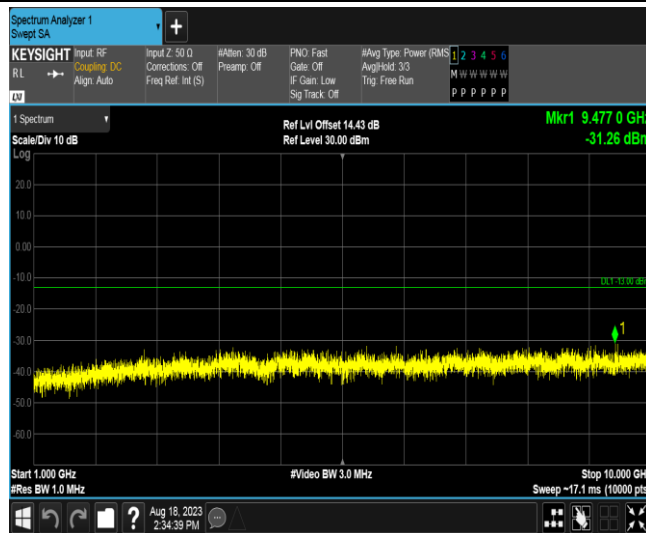 Spectrum Analyzer 1
Swept SA
+
KEYSIGHT
RL
LXI
Input: RF
Coupling: DC
Align: Auto
Input Z: 50 Ω
Corrections: Off
Freq Ref: Int (S)
#Atten: 30 dB
Preamp: Off
PNO: Fast
Gate: Off
IF Gain: Low
Sig Track: Off
#Avg Type: Power (RMS
Avg|Hold: 3/3
Trig: Free Run
1 2 3 4 5 6
M W W W W W
P P P P P P
1 Spectrum
Scale/Div 10 dB
Log
Ref Lvl Offset 14.43 dB
Ref Level 30.00 dBm
Mkr1 9.477 0 GHz
-31.26 dBm
20.0
10.0
0.00
-10.0
DL1 -13.00 dBm
-20.0
-30.0
1
-40.0
-50.0
-60.0
Start 1.000 GHz
#Res BW 1.0 MHz
#Video BW 3.0 MHz
Stop 10.000 GHz
Sweep ~17.1 ms (10000 pts)
?
Aug 18, 2023
2:34:39 PM